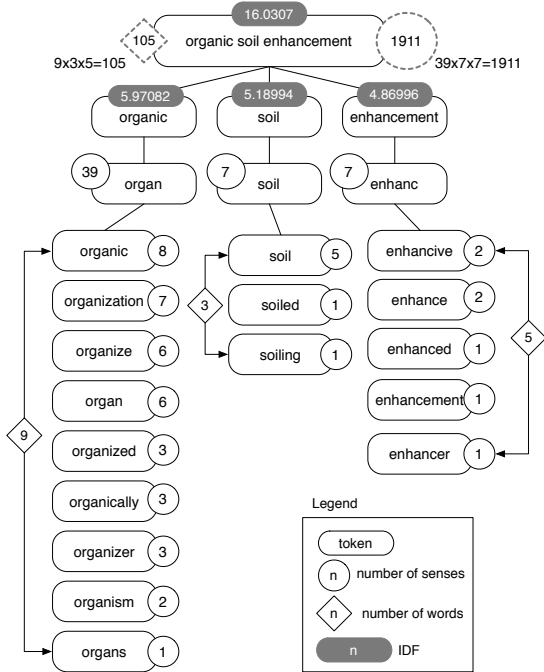 16.0307
105
organic soil enhancement
1911
9x3x5=105
39x7x7=1911
5.97082
5.18994
4.86996
organic
soil
enhancement
39
organ
7
soil
7
enhanc
organic 8
organization 7
organize 6
organ 6
organized 3
organically 3
organizer 3
organism 2
organs 1
9
soil 5
soiled 1
soiling 1
3
enhancive 2
enhance 2
enhanced 1
enhancement 1
enhancer 1
5
Legend
token
n number of senses
n number of words
n IDF